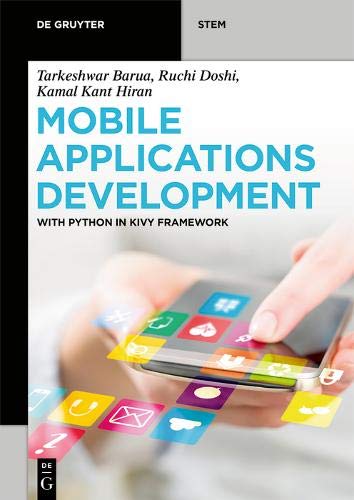 DE GRUYTER
STEM
Tarkeshwar Barua, Ruchi Doshi,
Kamal Kant Hiran
MOBILE
APPLICATIONS
DEVELOPMENT
WITH PYTHON IN KIVY FRAMEWORK
DE
G